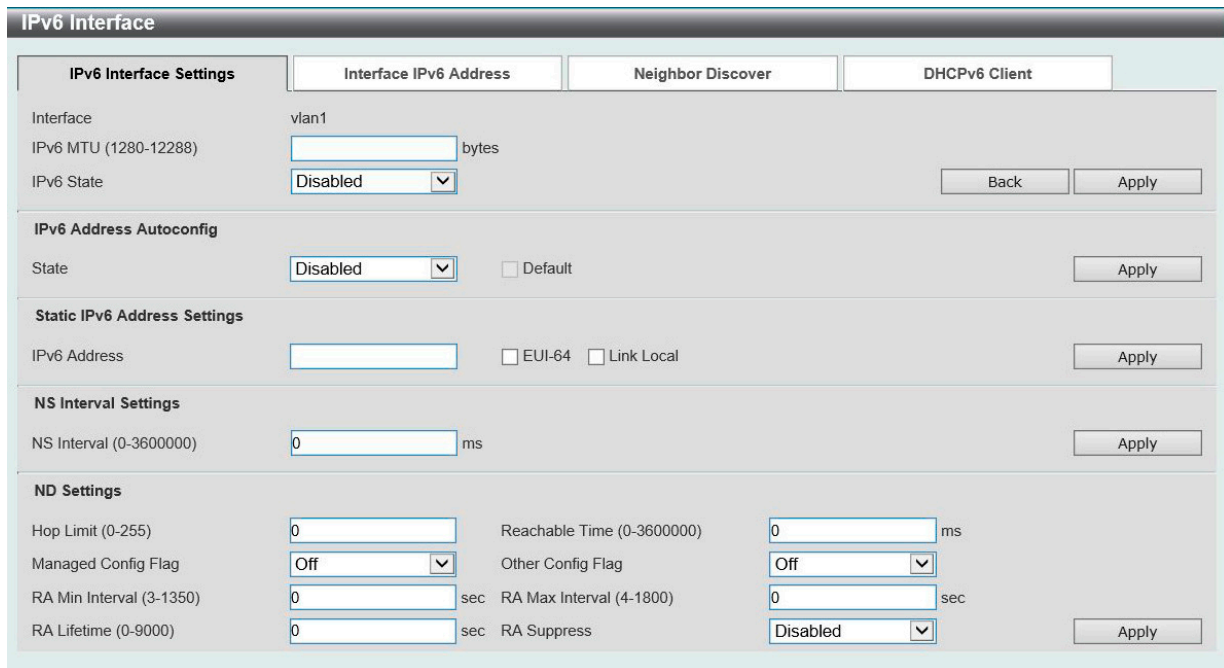 IPv6 Interface
IPv6 Interface Settings Interface IPv6 Address Neighbor Discover DHCPv6 Client
Interface vlan1
IPv6 MTU (1280-12288) bytes
IPv6 State Disabled Back Apply
IPv6 Address Autoconfig
State Disabled Default Apply
Static IPv6 Address Settings
IPv6 Address EUI-64 Link Local Apply
NS Interval Settings
NS Interval (0-3600000) 0 ms Apply
ND Settings
Hop Limit (0-255) 0 Reachable Time (0-3600000) 0 ms
Managed Config Flag Off Other Config Flag Off
RA Min Interval (3-1350) 0 sec RA Max Interval (4-1800) 0 sec
RA Lifetime (0-9000) 0 sec RA Suppress Disabled Apply